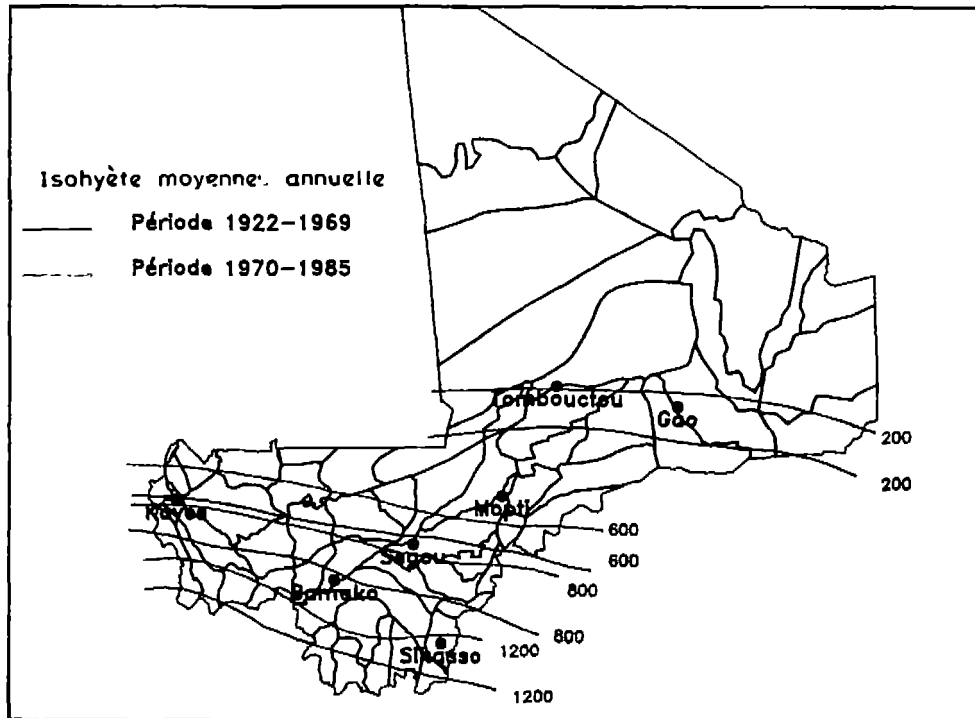 Isohyète moyenne annuelle
Période 1922-1969
Période 1970-1985
Tombouctou
Gao
200
200
Kayes
Mopti
600
Ségou
600
Bamako
800
800
Sikasso
1200
1200